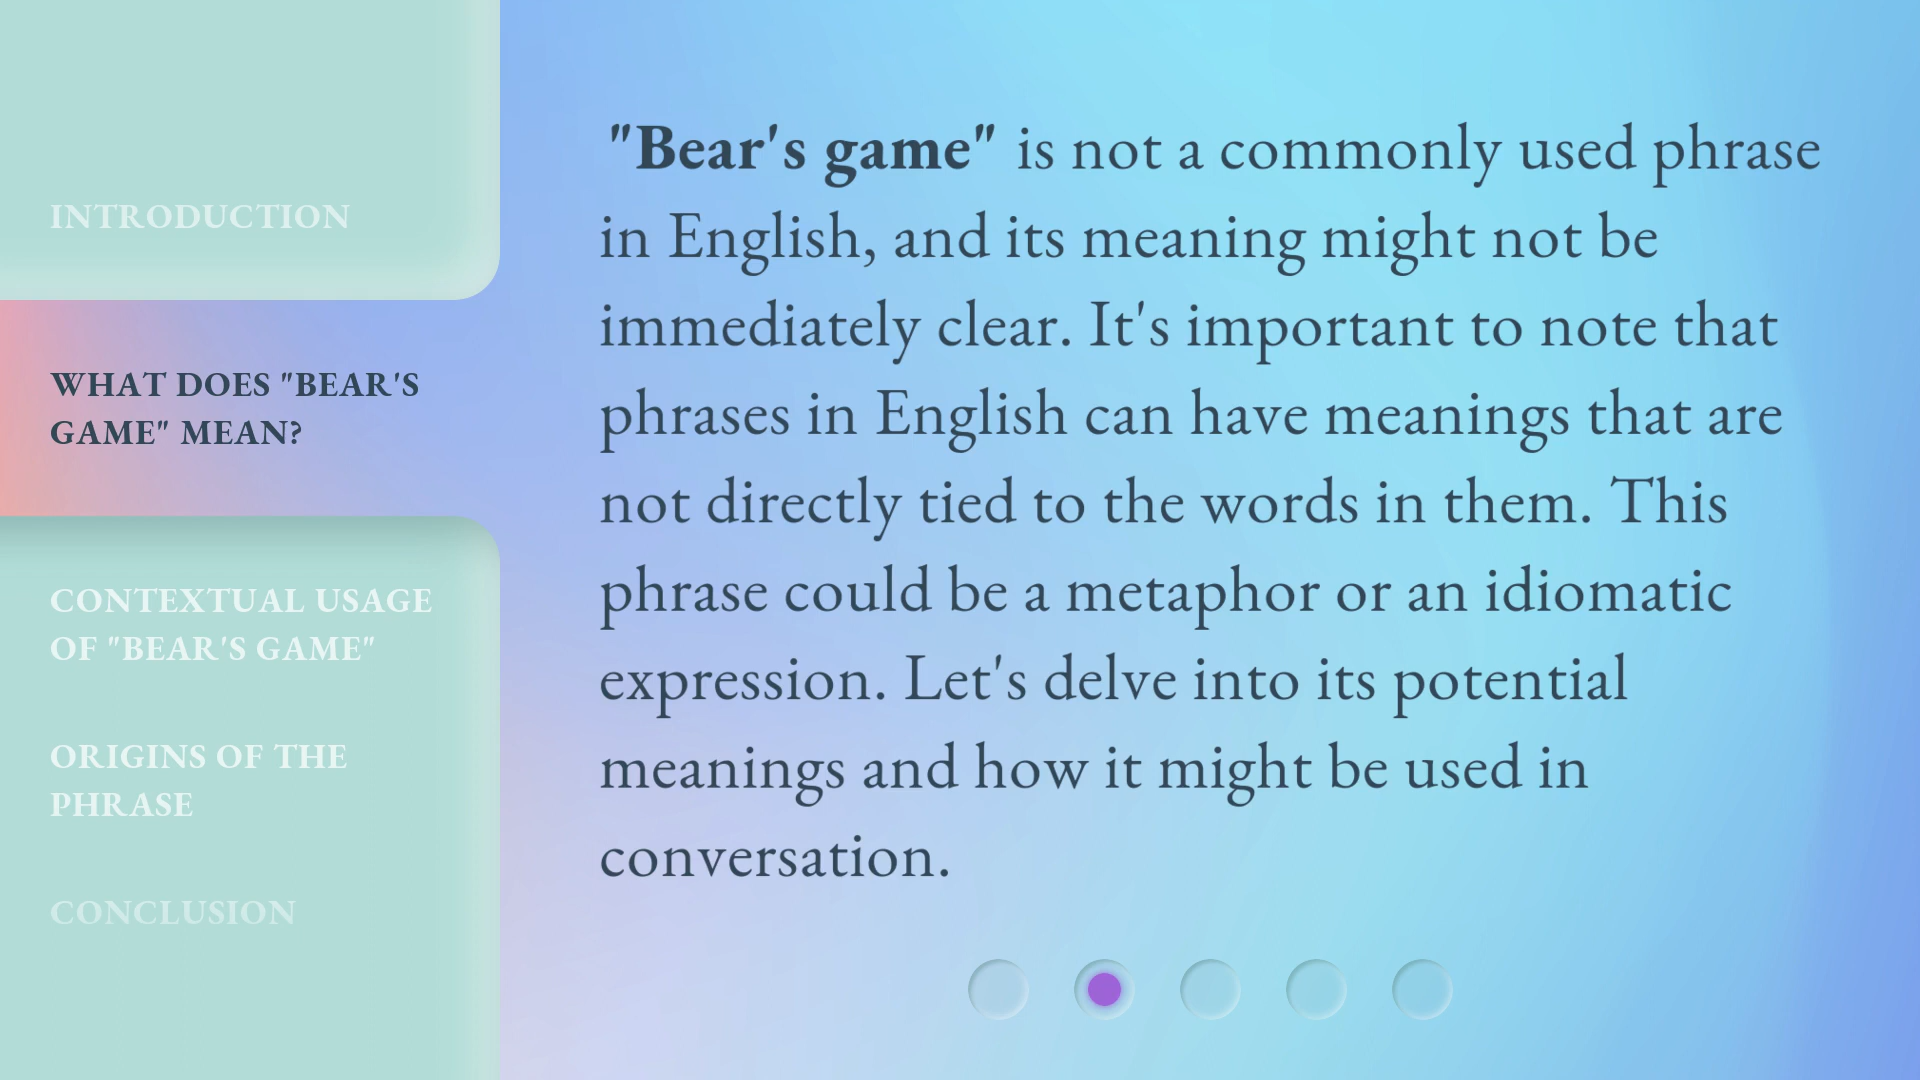 INTRODUCTION
WHAT DOES "BEAR'S
GAME" MEAN?
CONTEXTUAL USAGE
OF "BEAR'S GAME"
ORIGINS OF THE
PHRASE
CONCLUSION
"Bear's game" is not a commonly used phrase
in English, and its meaning might not be
immediately clear. It's important to note that
phrases in English can have meanings that are
not directly tied to the words in them. This
phrase could be a metaphor or an idiomatic
expression. Let's delve into its potential
meanings and how it might be used in
conversation.